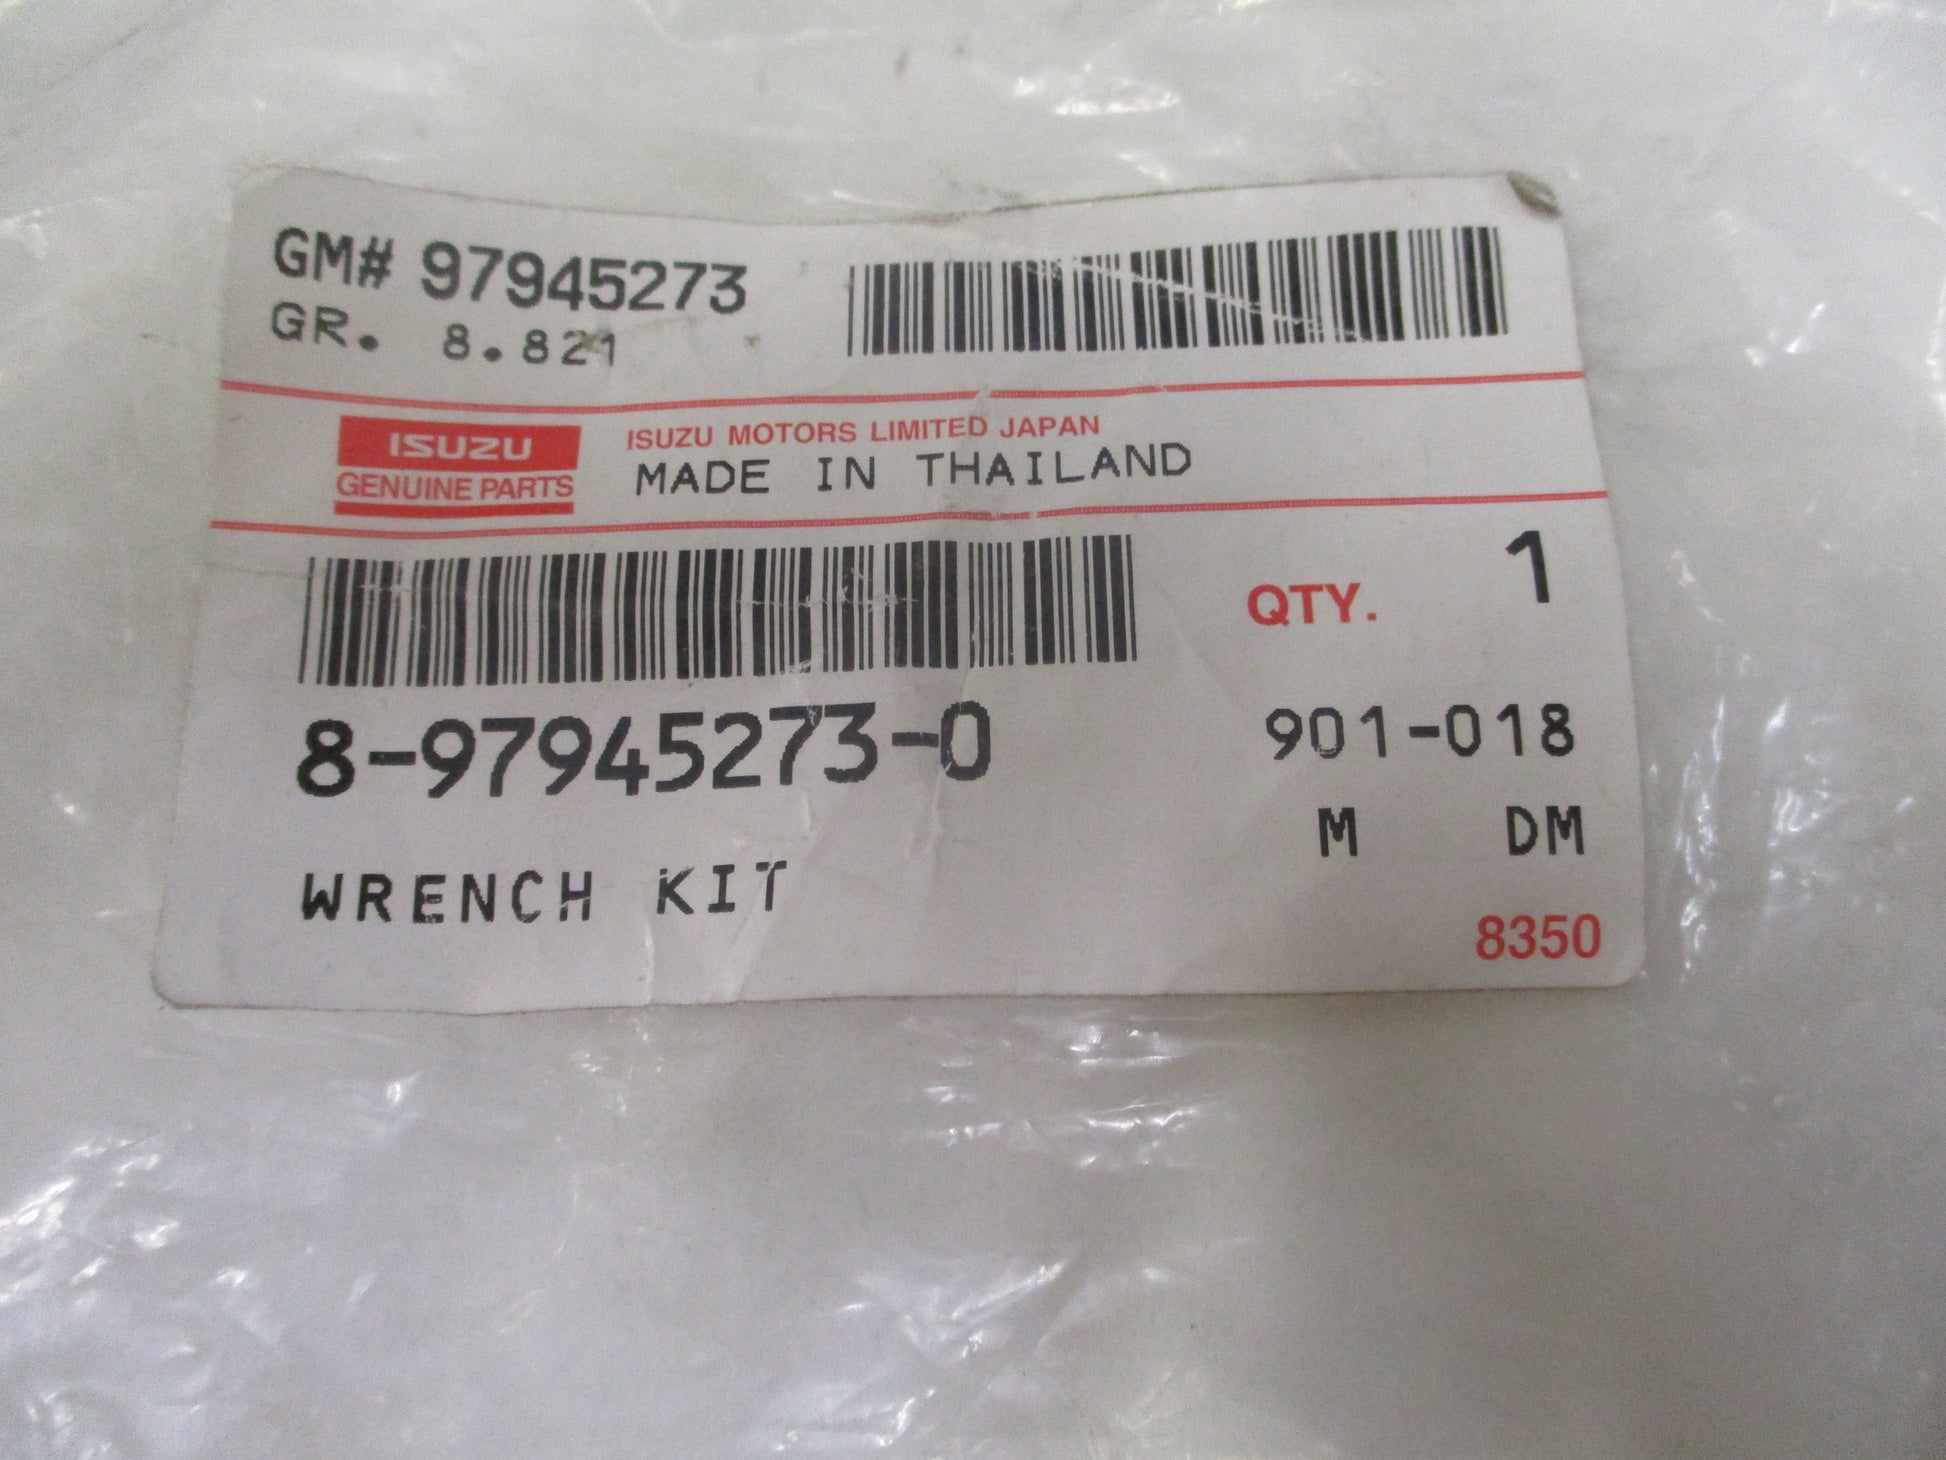 GM# 97945273
GR. 8.821
ISUZU
GENUINE PARTS
ISUZU MOTORS LIMITED JAPAN
MADE IN THAILAND
QTY. 1
8-97945273-0
901-018
M DM
WRENCH KIT
8350